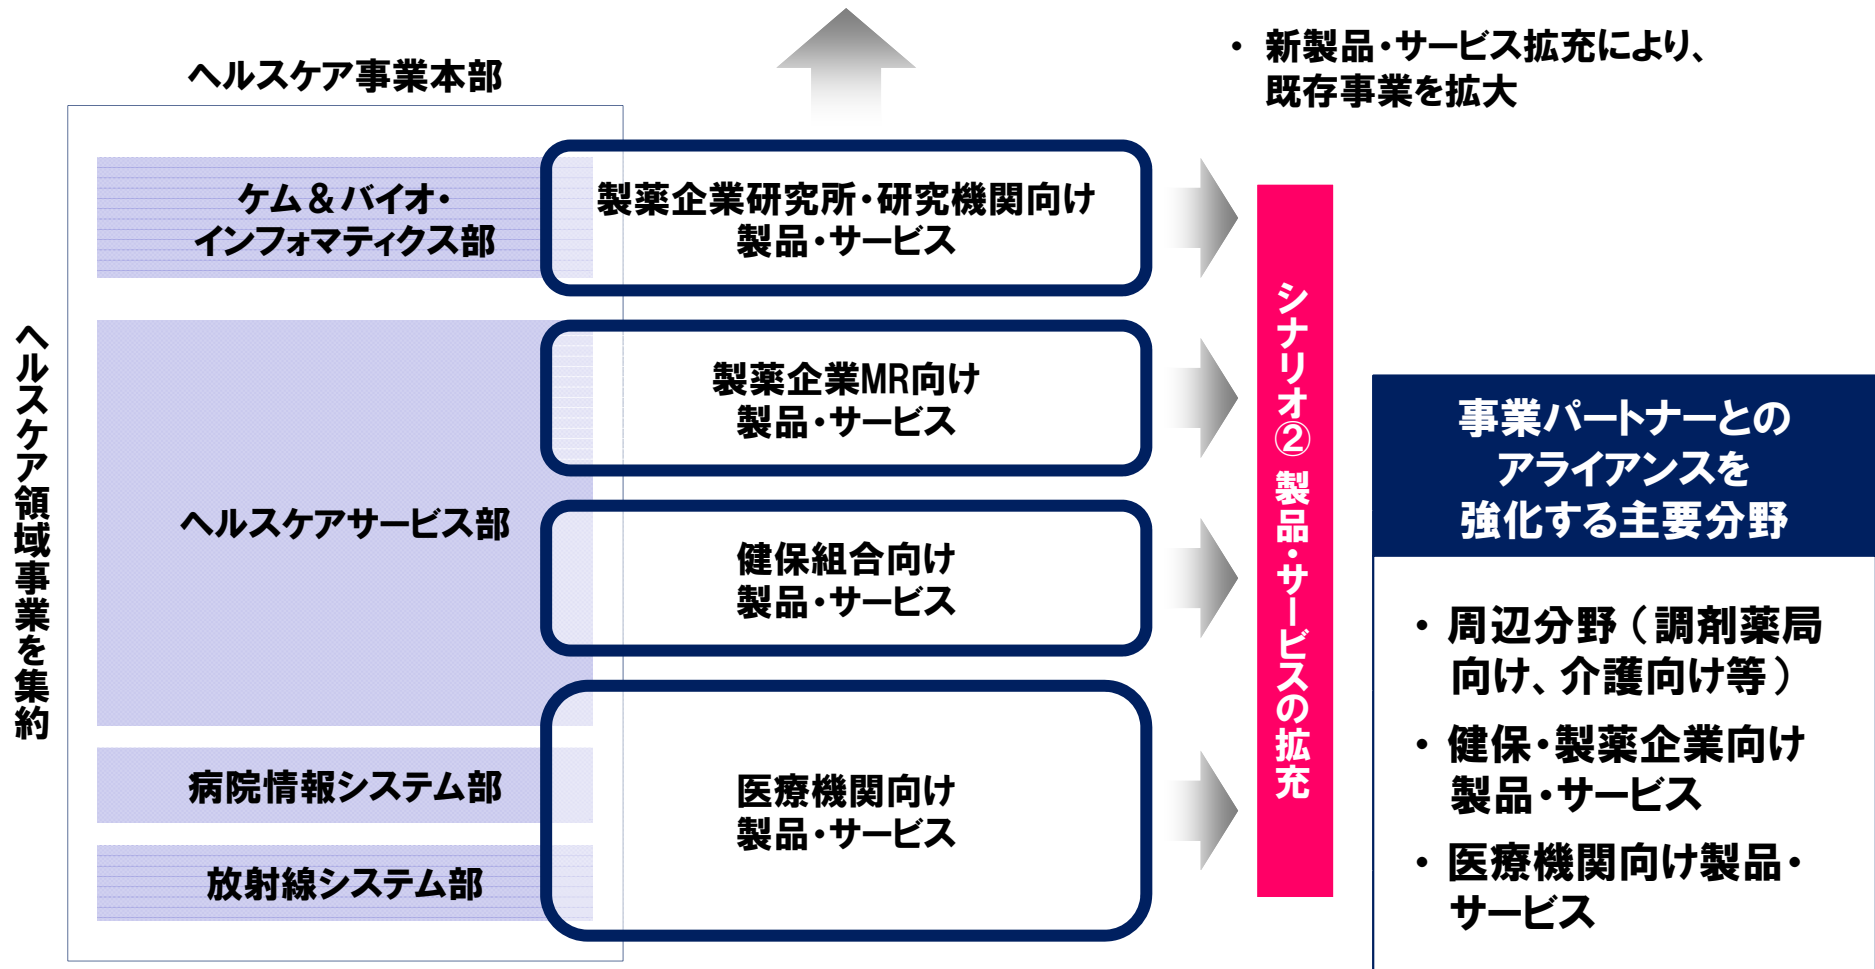 ・ 新製品・サービス拡充により、
既存事業を拡大
ヘルスケア事業本部
ヘルスケア領域事業を集約
ケム＆バイオ・
インフォマティクス部
ヘルスケアサービス部
病院情報システム部
放射線システム部
製薬企業研究所・研究機関向け
製品・サービス
製薬企業MR向け
製品・サービス
健保組合向け
製品・サービス
医療機関向け
製品・サービス
シナリオ② 製品・サービスの拡充
事業パートナーとの
アライアンスを
強化する主要分野
・ 周辺分野（調剤薬局
向け、介護向け等）
・ 健保・製薬企業向け
製品・サービス
・ 医療機関向け製品・
サービス